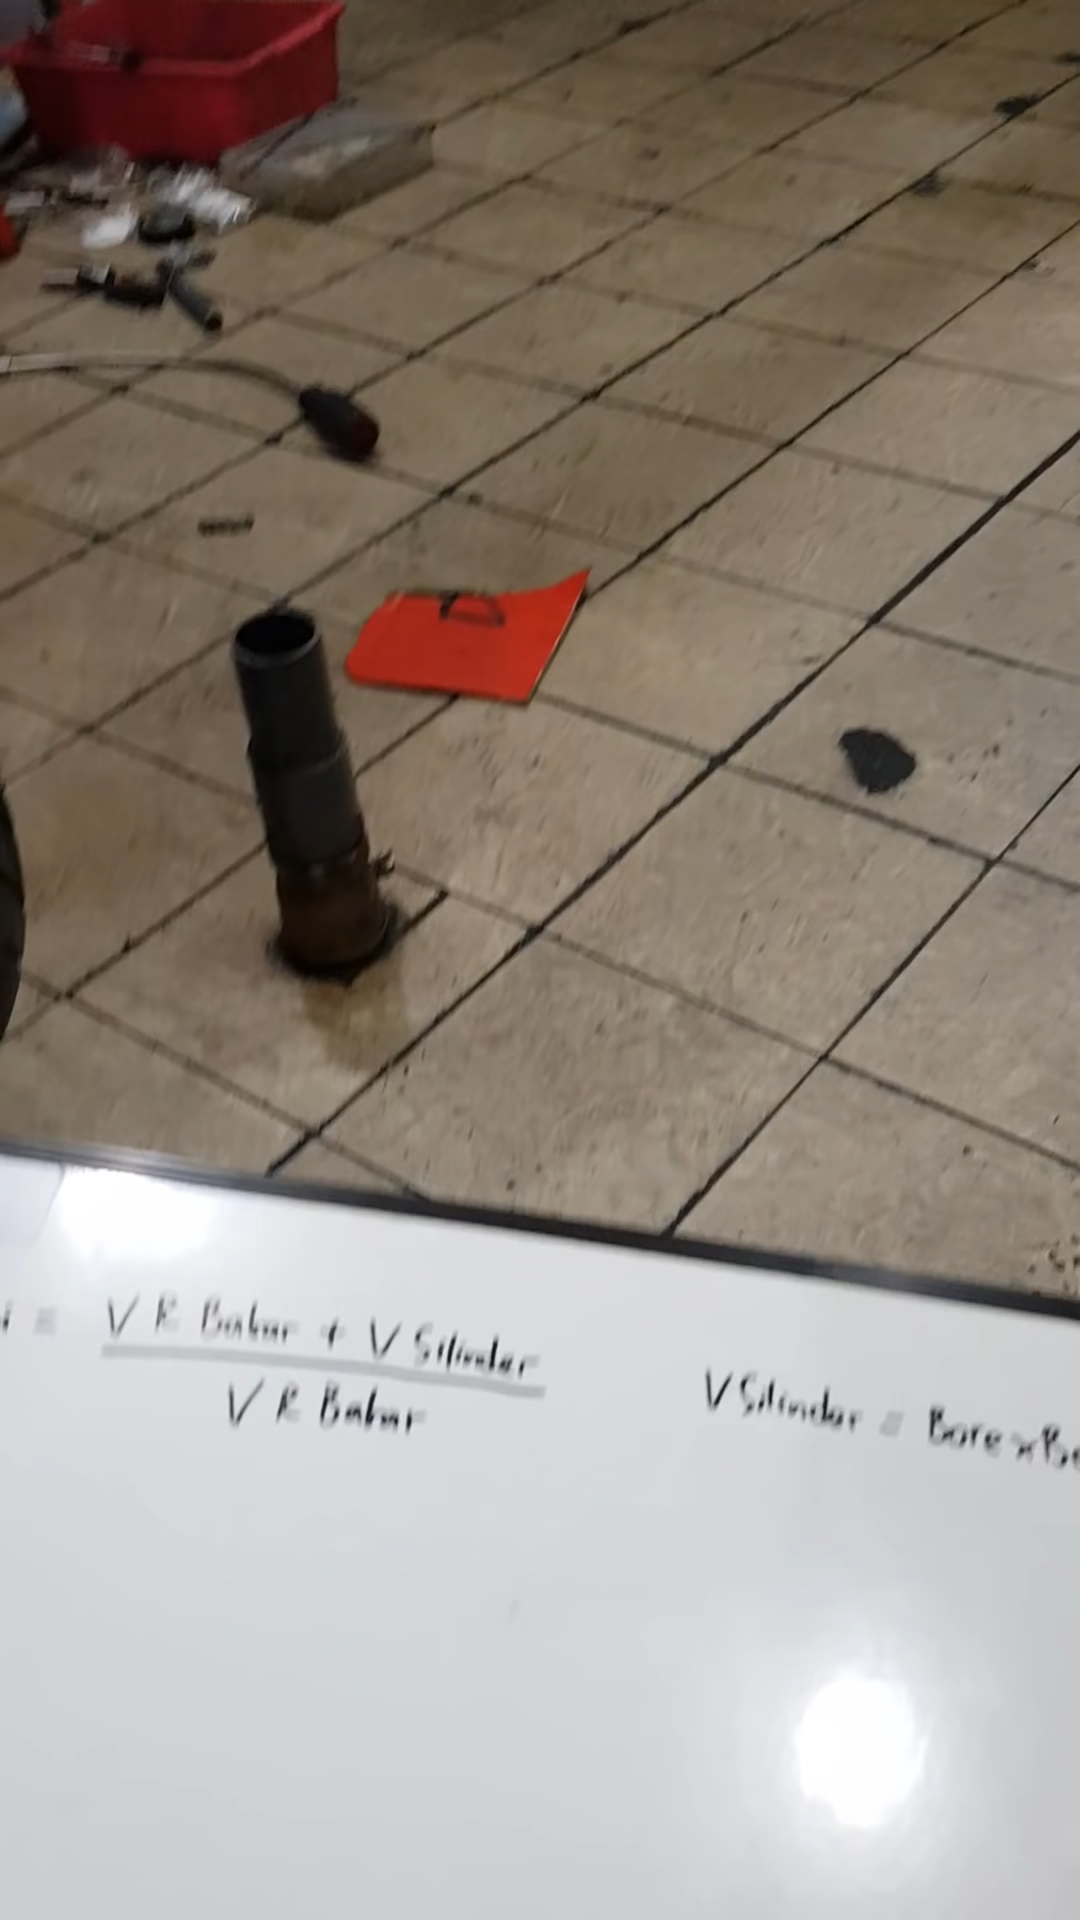 D
i = V R Bakar + V Silinder
V R Bakar
V Silinder = Bore x B